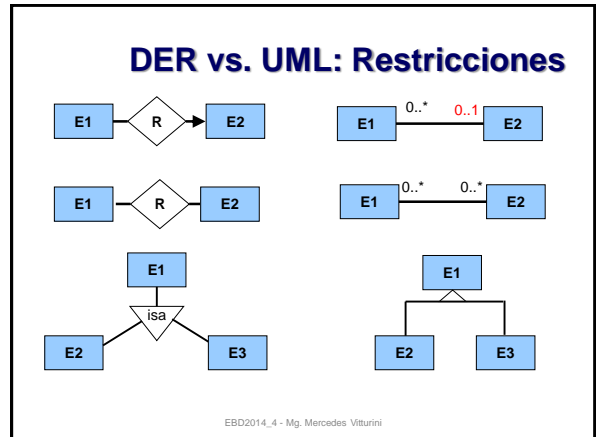 DER vs. UML: Restricciones
E1 R E2
E1 0..* 0..1 E2
E1 R E2
E1 0..* 0..* E2
E1
isa
E2 E3
E1
E2 E3
EBD2014_4 - Mg. Mercedes Vitturini